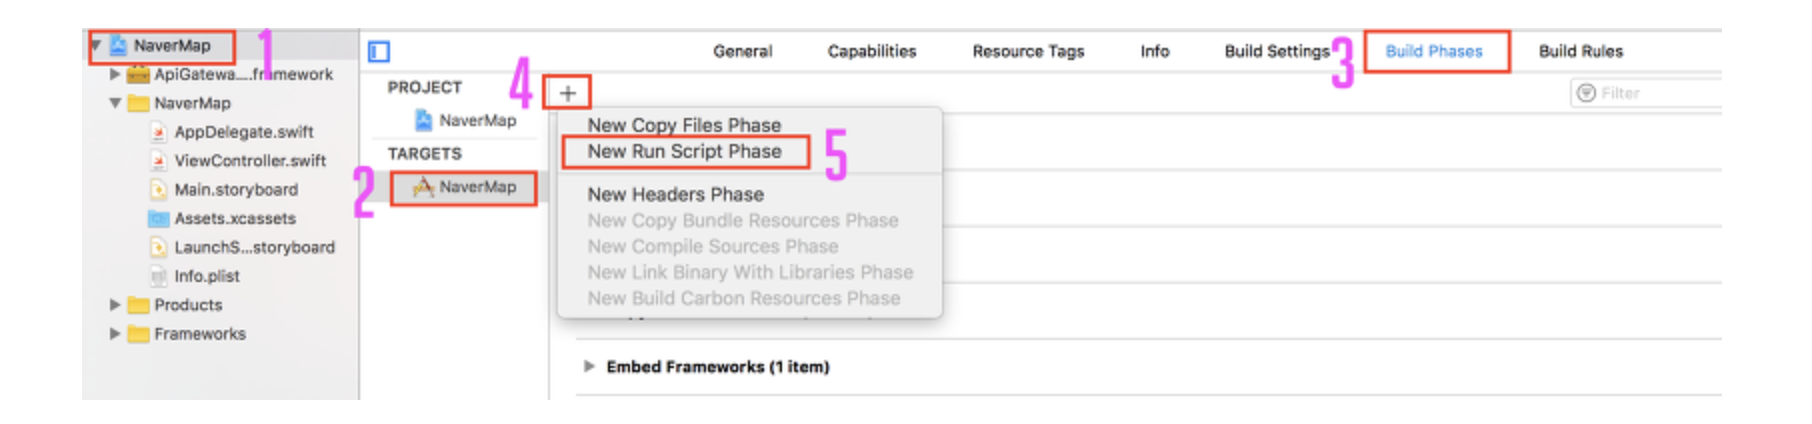 NaverMap
1
ApiGatewa....framework
NaverMap
AppDelegate.swift
ViewController.swift
Main.storyboard
Assets.xcassets
LaunchS...storyboard
Info.plist
Products
Frameworks
General Capabilities Resource Tags Info Build Settings 3 Build Phases Build Rules
PROJECT
NaverMap
TARGETS
2 NaverMap
4 +
Filter
New Copy Files Phase
New Run Script Phase 5
New Headers Phase
New Copy Bundle Resources Phase
New Compile Sources Phase
New Link Binary With Libraries Phase
New Build Carbon Resources Phase
Embed Frameworks (1 item)